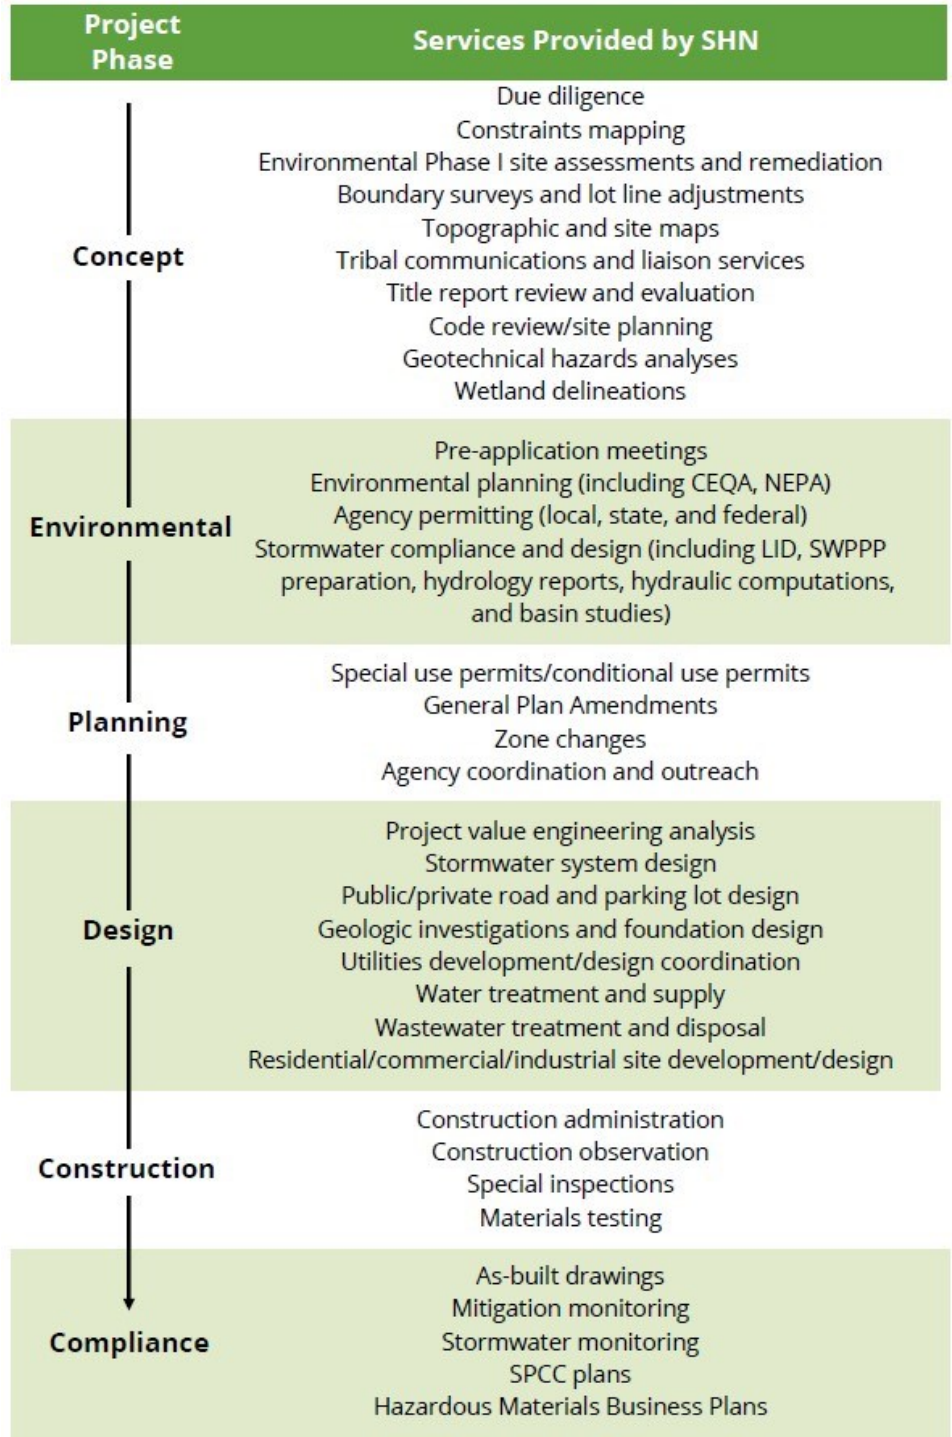 Project
Phase
Services Provided by SHN
Concept
Due diligence
Constraints mapping
Environmental Phase I site assessments and remediation
Boundary surveys and lot line adjustments
Topographic and site maps
Tribal communications and liaison services
Title report review and evaluation
Code review/site planning
Geotechnical hazards analyses
Wetland delineations
Environmental
Pre-application meetings
Environmental planning (including CEQA, NEPA)
Agency permitting (local, state, and federal)
Stormwater compliance and design (including LID, SWPPP
preparation, hydrology reports, hydraulic computations,
and basin studies)
Planning
Special use permits/conditional use permits
General Plan Amendments
Zone changes
Agency coordination and outreach
Design
Project value engineering analysis
Stormwater system design
Public/private road and parking lot design
Geologic investigations and foundation design
Utilities development/design coordination
Water treatment and supply
Wastewater treatment and disposal
Residential/commercial/industrial site development/design
Construction
Construction administration
Construction observation
Special inspections
Materials testing
Compliance
As-built drawings
Mitigation monitoring
Stormwater monitoring
SPCC plans
Hazardous Materials Business Plans